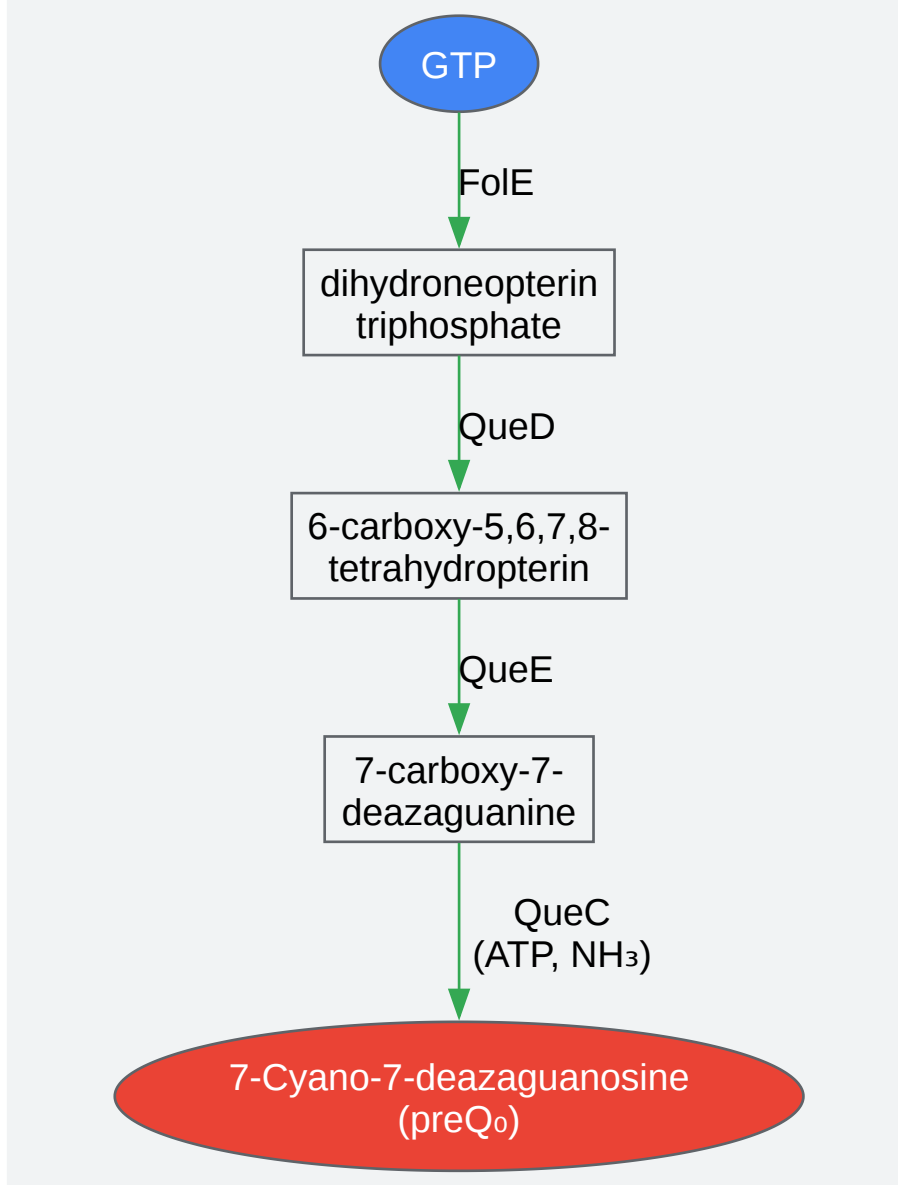 GTP
FolE
dihydroneopterin
triphosphate
QueD
6-carboxy-5,6,7,8-
tetrahydropterin
QueE
7-carboxy-7-
deazaguanine
QueC
(ATP, NH₃)
7-Cyano-7-deazaguanosine
(preQ₀)